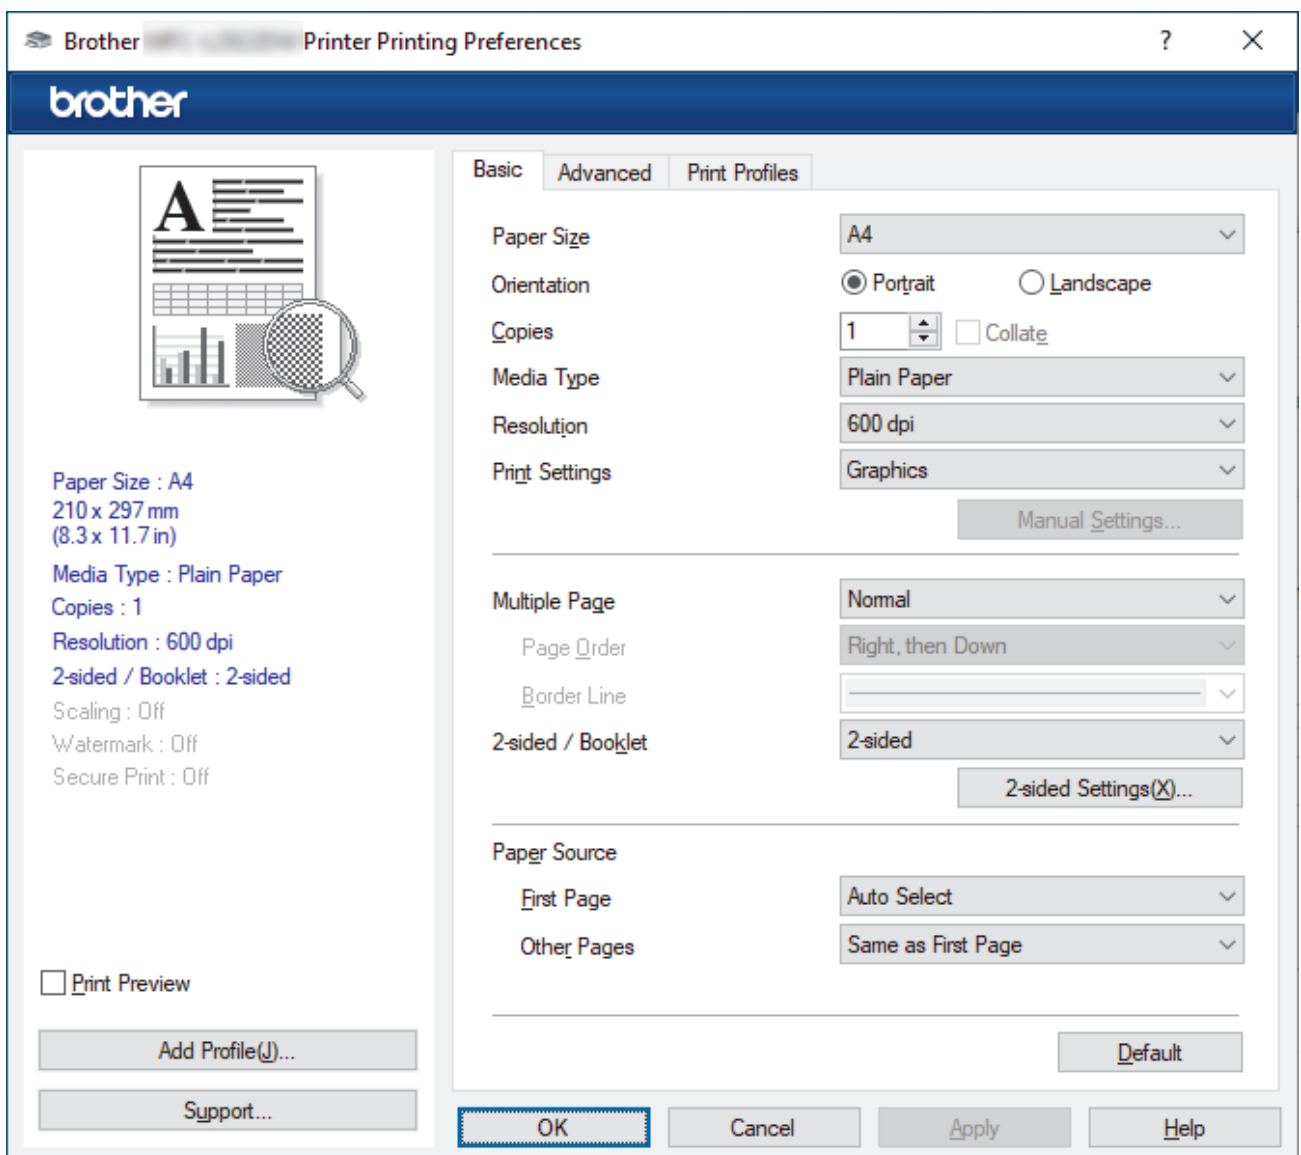 Brother Printer Printing Preferences
?
brother
A
Paper Size : A4
210 x 297 mm
(8.3 x 11.7 in)
Media Type : Plain Paper
Copies : 1
Resolution : 600 dpi
2-sided / Booklet : 2-sided
Scaling : Off
Watermark : Off
Secure Print : Off
Print Preview
Add Profile(J)...
Support...
Basic Advanced Print Profiles
Paper Size A4
Orientation Portrait Landscape
Copies 1 Collate
Media Type Plain Paper
Resolution 600 dpi
Print Settings Graphics
Manual Settings...
Multiple Page Normal
Page Order Right, then Down
Border Line
2-sided / Booklet 2-sided
2-sided Settings(X)...
Paper Source
First Page Auto Select
Other Pages Same as First Page
Default
OK Cancel Apply Help